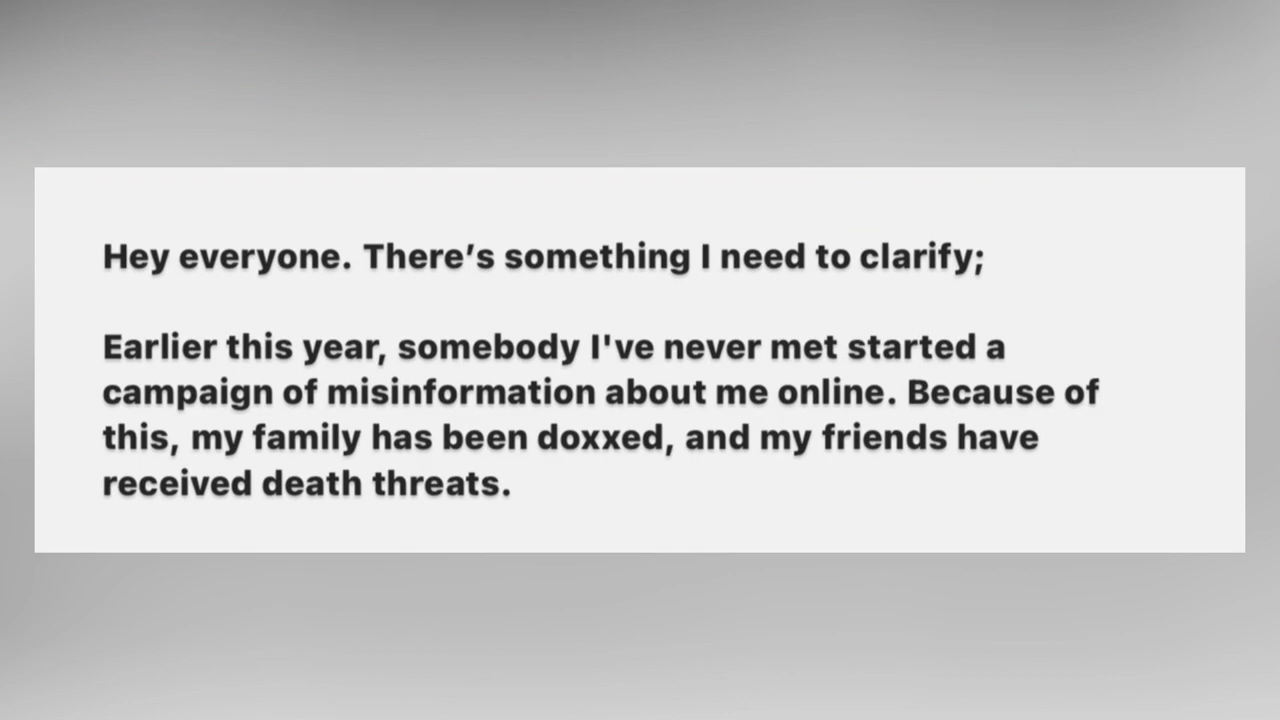 Hey everyone. There’s something I need to clarify;
Earlier this year, somebody I've never met started a
campaign of misinformation about me online. Because of
this, my family has been doxxed, and my friends have
received death threats.